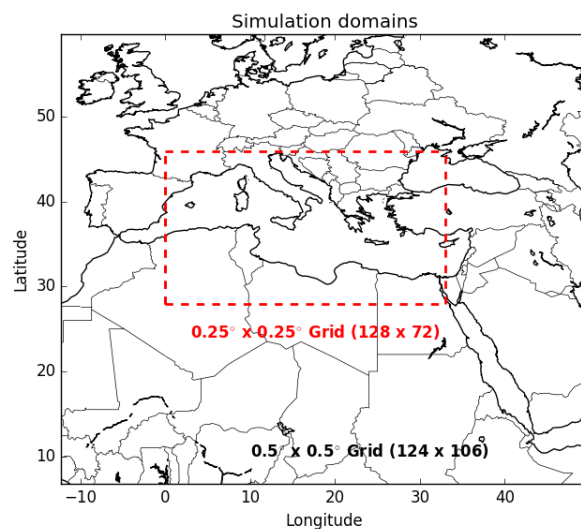 Simulation domains
50
40
30
20
10
Latitude
0.25° x 0.25° Grid (128 x 72)
0.5° x 0.5° Grid (124 x 106)
−10 0 10 20 30 40
Longitude